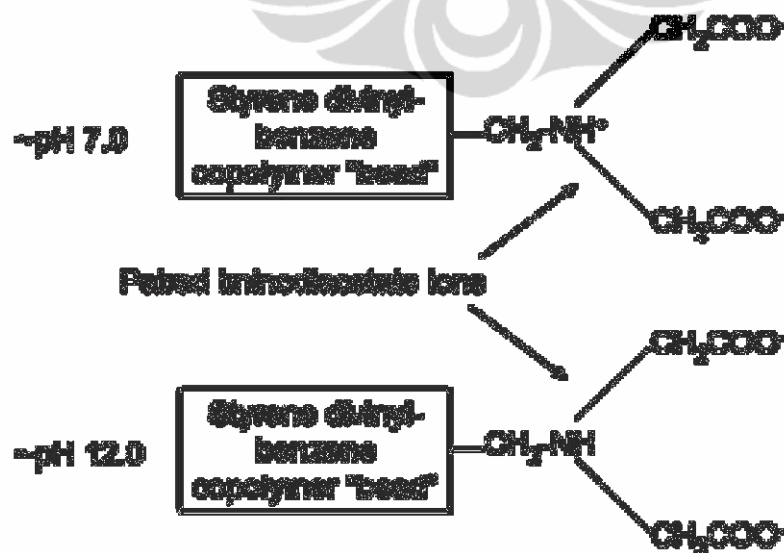 CH2COO-
~pH 7.0
Styrene divinyl-
benzene
copolymer "bead"
CH2-NH+
CH2COO-
Paired iminodiacetate ions
CH2COO-
~pH 12.0
Styrene divinyl-
benzene
copolymer "bead"
CH2-NH
CH2COO-